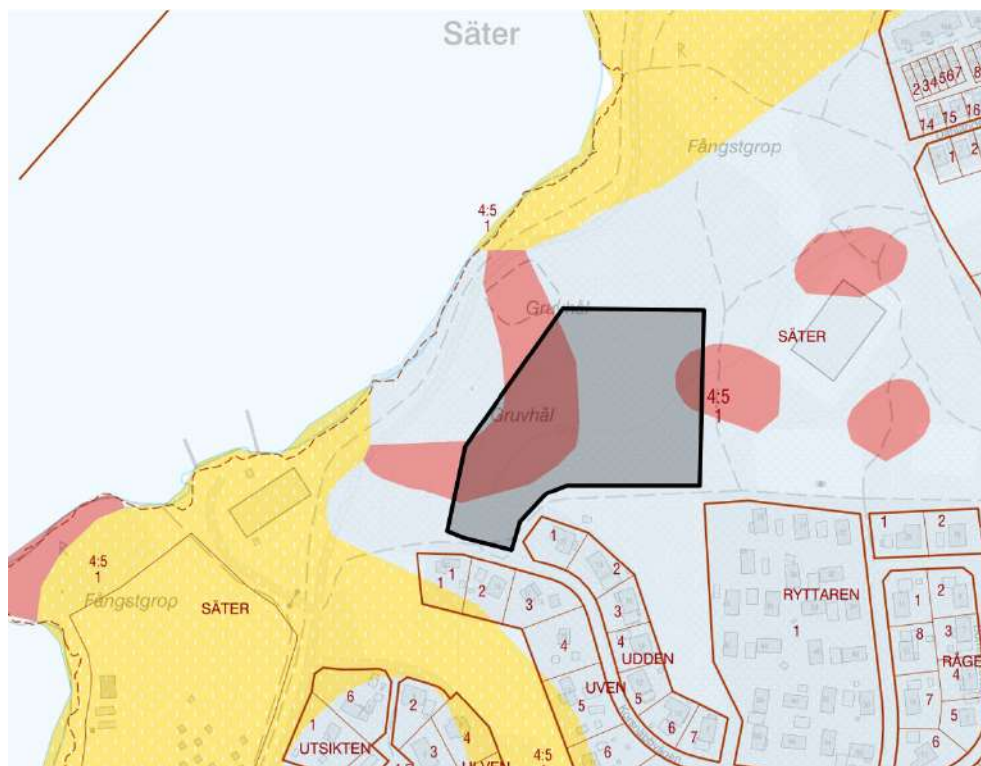 Säter
R
2 3 4 5 6 7 8
14 15 16
1 2
Fångstgrop
4:5
1
Gruvhål
SÄTER
4:5
1
Gruvhål
R
4:5
1
Fångstgrop
SÄTER
1 2
1
2
1 1
2
3
3
4
4
UDDEN
UVEN
5
5
6
7
6
RYTTAREN
1
1
2
8
3
RÅGE
4
7
5
6
6
1
UTSIKTEN
2
4
3
ULVEN
4:5
1